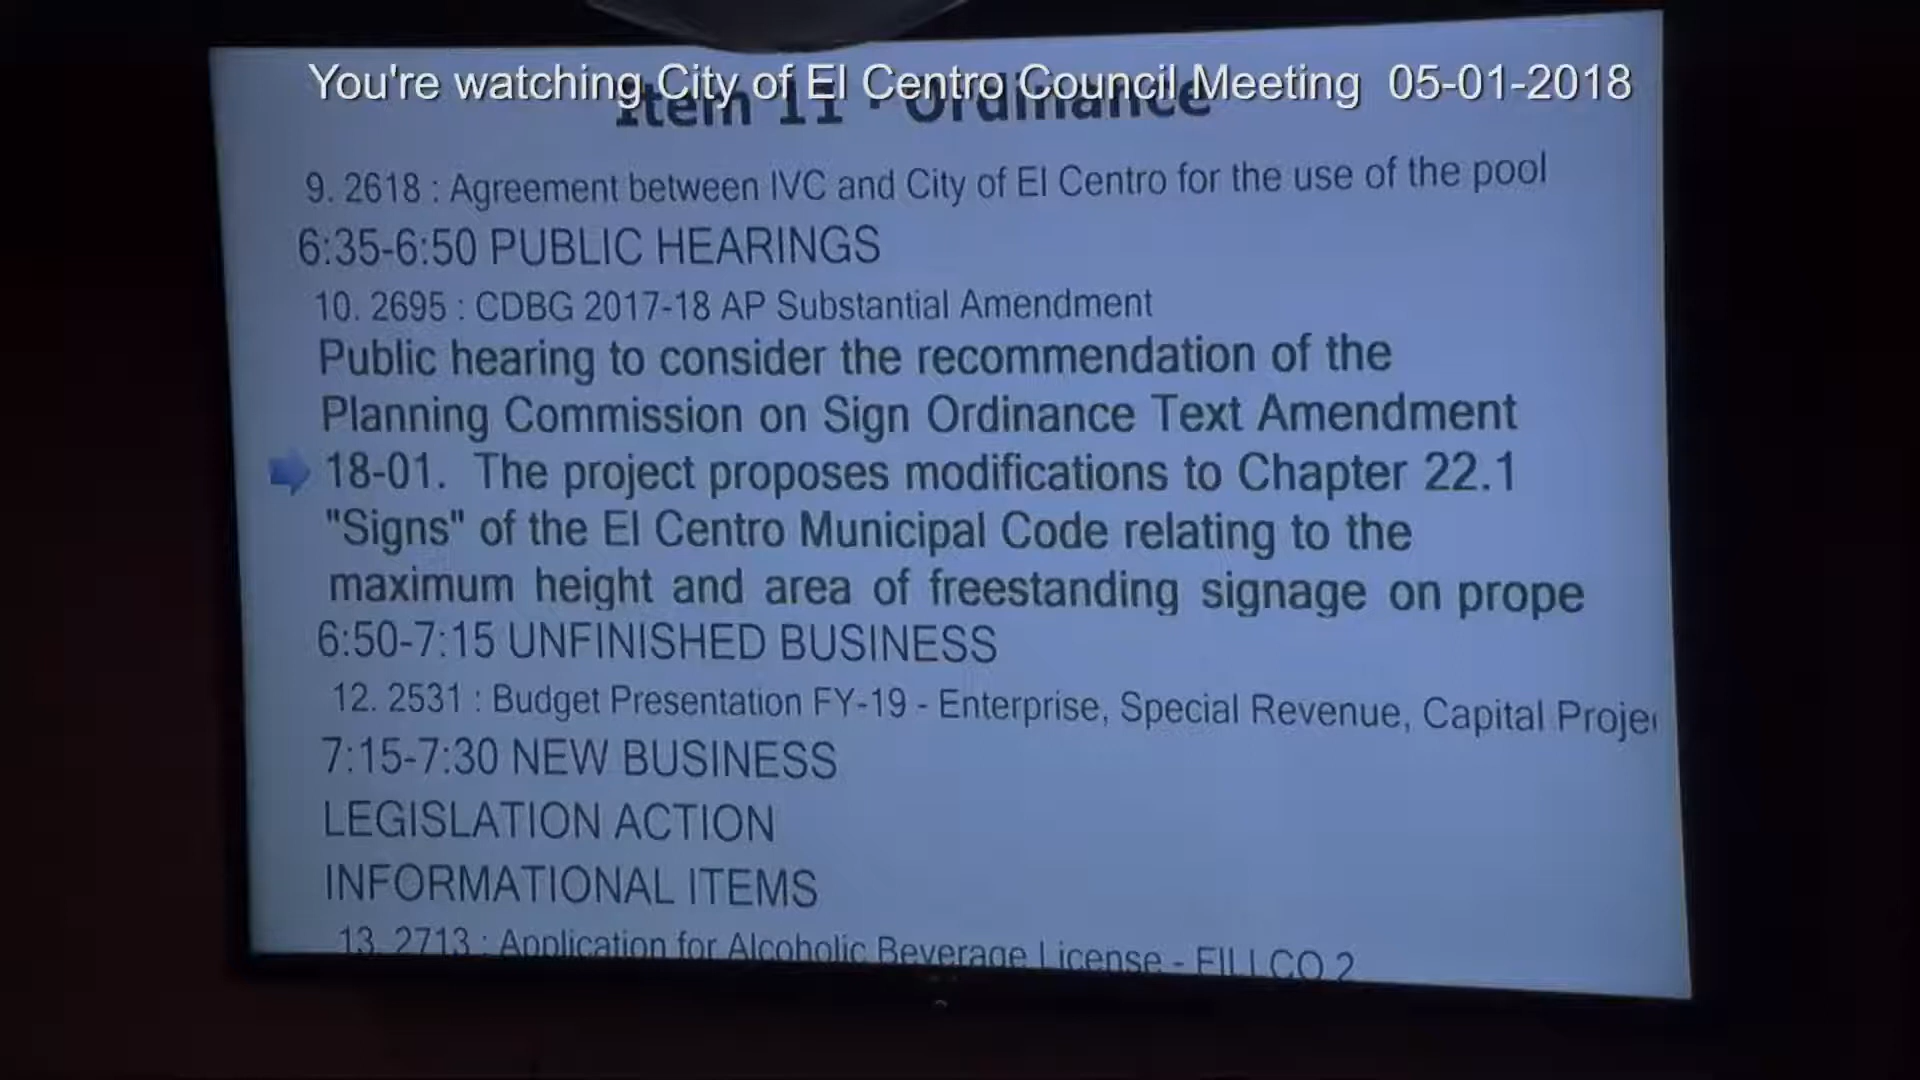 You're watching City of El Centro Council Meeting 05-01-2018
Item 11 - Ordinance
9. 2618 : Agreement between IVC and City of El Centro for the use of the pool
6:35-6:50 PUBLIC HEARINGS
10. 2695 : CDBG 2017-18 AP Substantial Amendment
Public hearing to consider the recommendation of the
Planning Commission on Sign Ordinance Text Amendment
18-01. The project proposes modifications to Chapter 22.1
"Signs" of the El Centro Municipal Code relating to the
maximum height and area of freestanding signage on prope
6:50-7:15 UNFINISHED BUSINESS
12. 2531 : Budget Presentation FY-19 - Enterprise, Special Revenue, Capital Projec
7:15-7:30 NEW BUSINESS
LEGISLATION ACTION
INFORMATIONAL ITEMS
13. 2713 : Application for Alcoholic Beverage License -